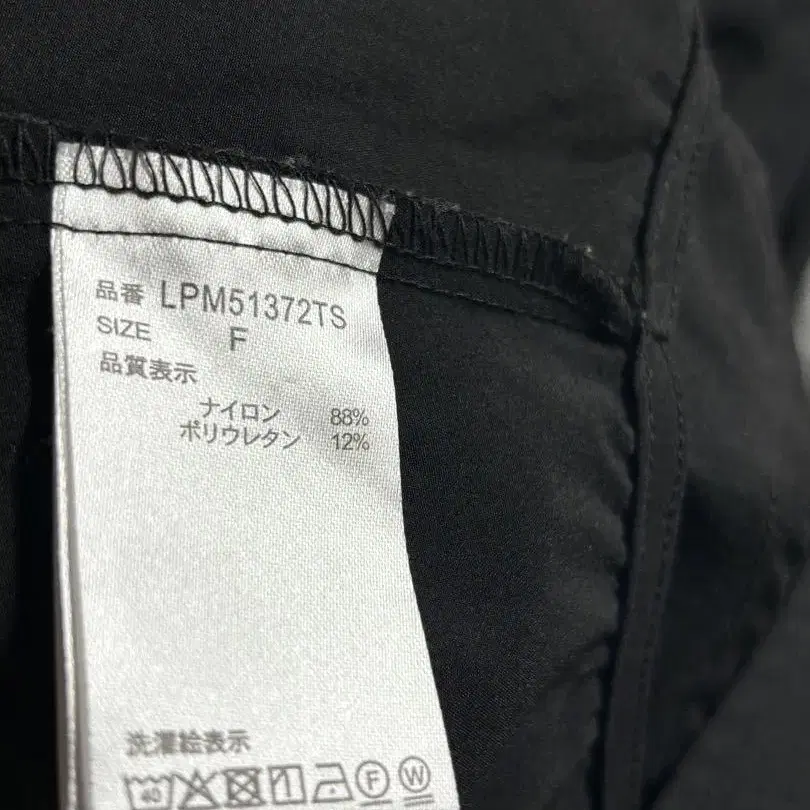 品番 LPM51372TS
SIZE F
品質表示
ナイロン 88%
ポリウレタン 12%
洗濯絵表示
40 F W